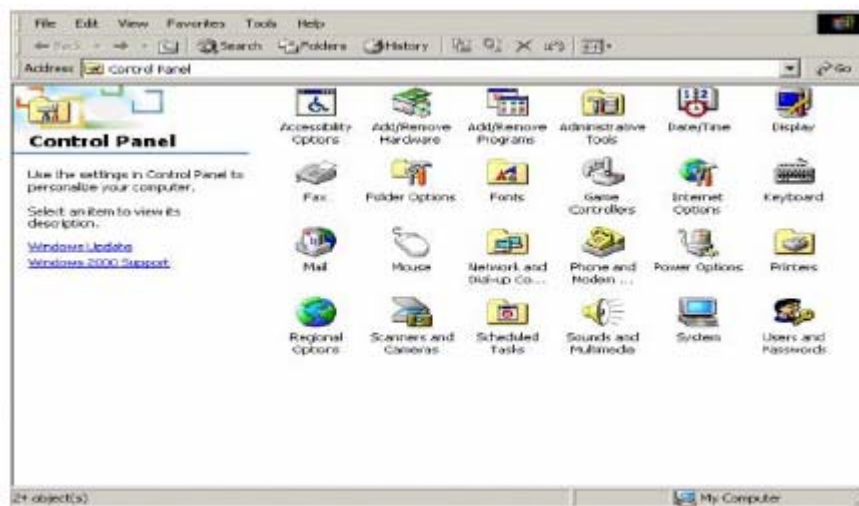 File Edit View Favorites Tools Help
Back Search Folders History
Address Control Panel Go
Control Panel
Use the settings in Control Panel to
personalize your computer.
Select an item to view its
description.
Windows Update
Windows 2000 Support
Accessibility Options
Add/Remove Hardware
Add/Remove Programs
Administrative Tools
Date/Time
Display
Fax
Folder Options
Fonts
Game Controllers
Internet Options
Keyboard
Mail
Mouse
Network and Dial-up Co...
Phone and Modem ...
Power Options
Printers
Regional Options
Scanners and Cameras
Scheduled Tasks
Sounds and Multimedia
System
Users and Passwords
object(s)
My Computer